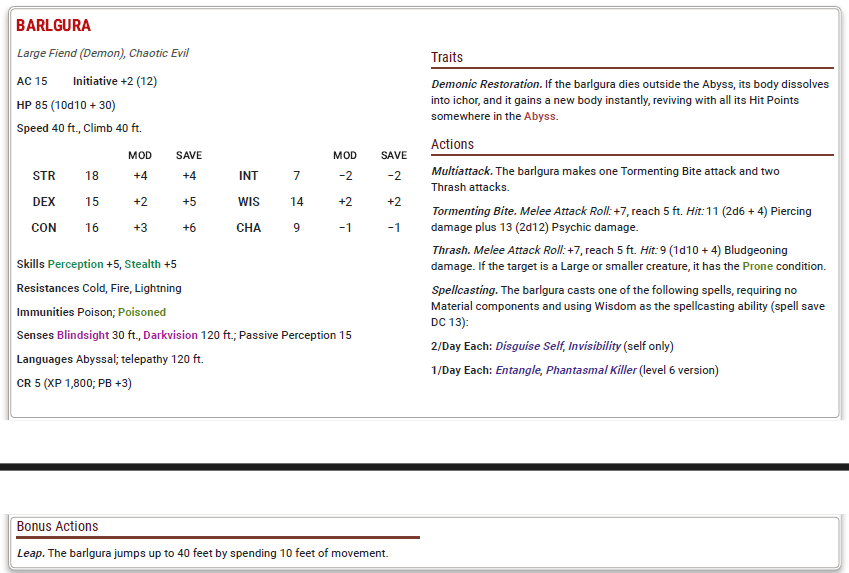 BARLGURA
Large Fiend (Demon), Chaotic Evil
AC 15 Initiative +2 (12)
HP 85 (10d10 + 30)
Speed 40 ft., Climb 40 ft.
MOD SAVE MOD SAVE
STR 18 +4 +4 INT 7 −2 −2
DEX 15 +2 +5 WIS 14 +2 +2
CON 16 +3 +6 CHA 9 −1 −1
Skills Perception +5, Stealth +5
Resistances Cold, Fire, Lightning
Immunities Poison; Poisoned
Senses Blindsight 30 ft., Darkvision 120 ft.; Passive Perception 15
Languages Abyssal; telepathy 120 ft.
CR 5 (XP 1,800; PB +3)
Traits
Demonic Restoration. If the barlgura dies outside the Abyss, its body dissolves
into ichor, and it gains a new body instantly, reviving with all its Hit Points
somewhere in the Abyss.
Actions
Multiattack. The barlgura makes one Tormenting Bite attack and two
Thrash attacks.
Tormenting Bite. Melee Attack Roll: +7, reach 5 ft. Hit: 11 (2d6 + 4) Piercing
damage plus 13 (2d12) Psychic damage.
Thrash. Melee Attack Roll: +7, reach 5 ft. Hit: 9 (1d10 + 4) Bludgeoning
damage. If the target is a Large or smaller creature, it has the Prone condition.
Spellcasting. The barlgura casts one of the following spells, requiring no
Material components and using Wisdom as the spellcasting ability (spell save
DC 13):
2/Day Each: Disguise Self, Invisibility (self only)
1/Day Each: Entangle, Phantasmal Killer (level 6 version)
Bonus Actions
Leap. The barlgura jumps up to 40 feet by spending 10 feet of movement.